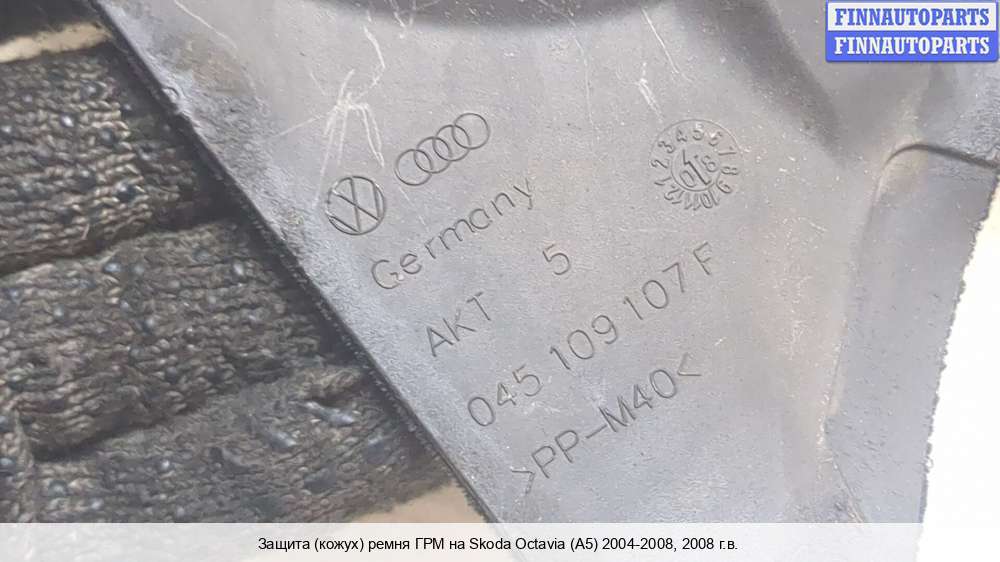 FINNAUTOPARTS
FINNAUTOPARTS
Germany
AKT 5
045 109 107 F
>PP-M40<
Защита (кожух) ремня ГРМ на Skoda Octavia (A5) 2004-2008, 2008 г.в.